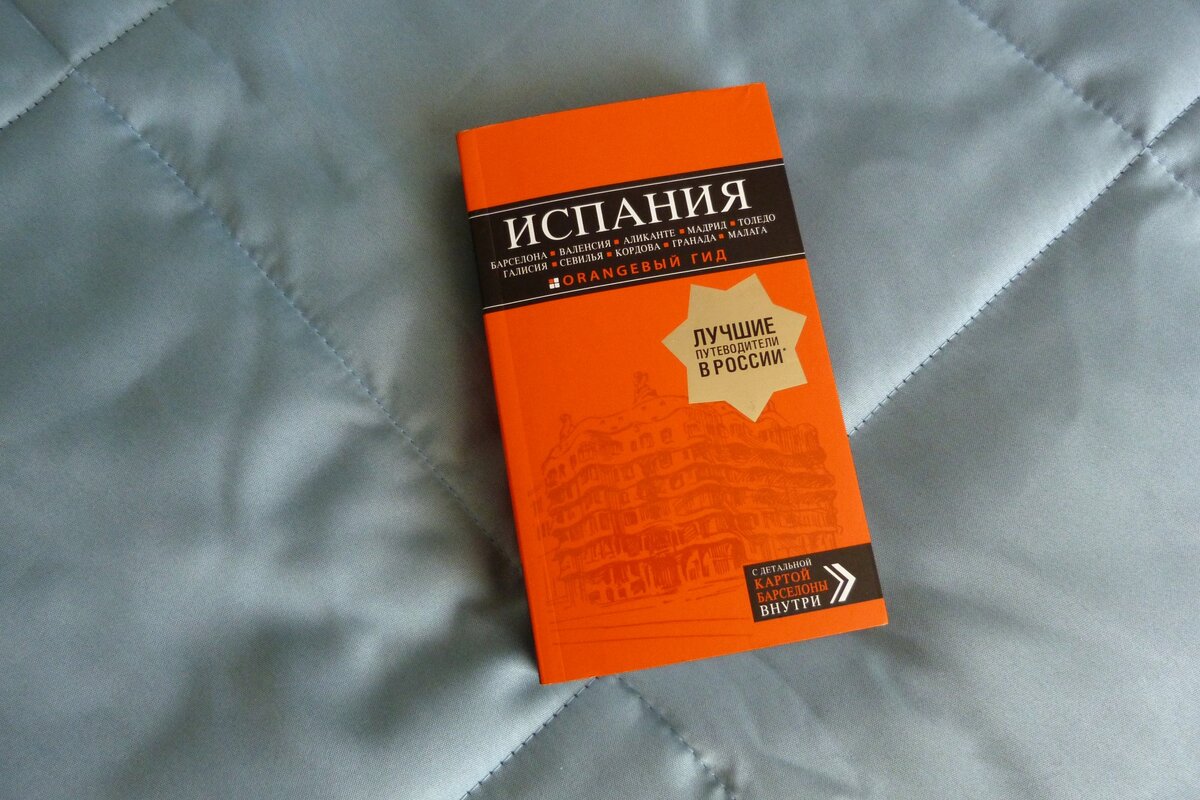 ИСПАНИЯ
БАРСЕЛОНА ▪ ВАЛЕНСИЯ ▪ АЛИКАНТЕ ▪ МАДРИД ▪ ТОЛЕДО
ГАЛИСИЯ ▪ СЕВИЛЬЯ ▪ КОРДОВА ▪ ГРАНАДА ▪ МАЛАГА
ORANGEВЫЙ ГИД
ЛУЧШИЕ
ПУТЕВОДИТЕЛИ
В РОССИИ*
С ДЕТАЛЬНОЙ
КАРТОЙ
БАРСЕЛОНЫ
ВНУТРИ